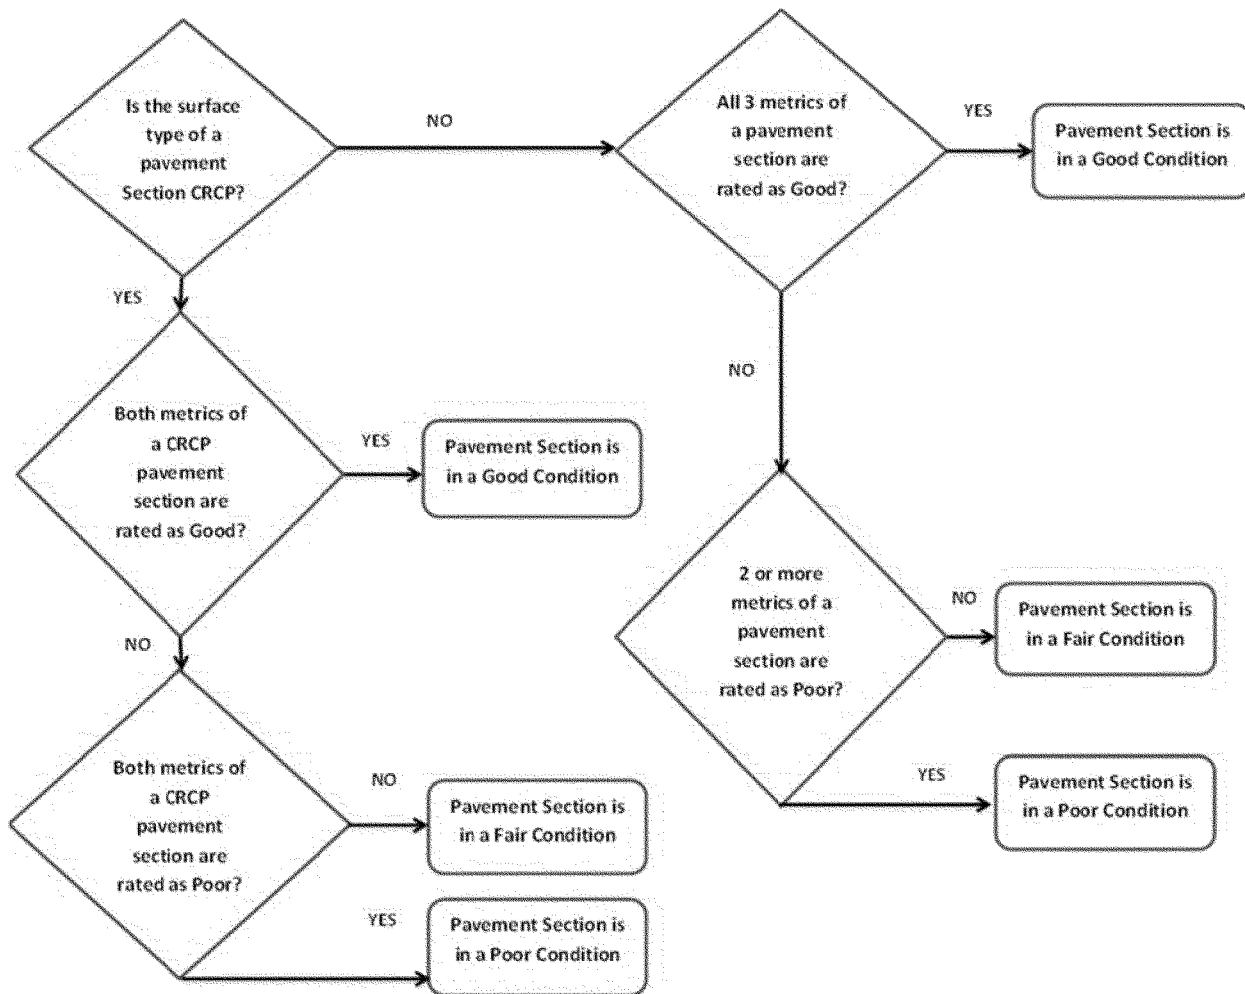 Is the surface
type of a
pavement
Section CRCP?
NO
All 3 metrics of
a pavement
section are
rated as Good?
YES
Pavement Section is
in a Good Condition
YES
NO
Both metrics of
a CRCP
pavement
section are
rated as Good?
YES
Pavement Section is
in a Good Condition
2 or more
metrics of a
pavement
section are
rated as Poor?
NO
Pavement Section is
in a Fair Condition
NO
YES
Pavement Section is
in a Poor Condition
Both metrics of
a CRCP
pavement
section are
rated as Poor?
NO
Pavement Section is
in a Fair Condition
YES
Pavement Section is
in a Poor Condition